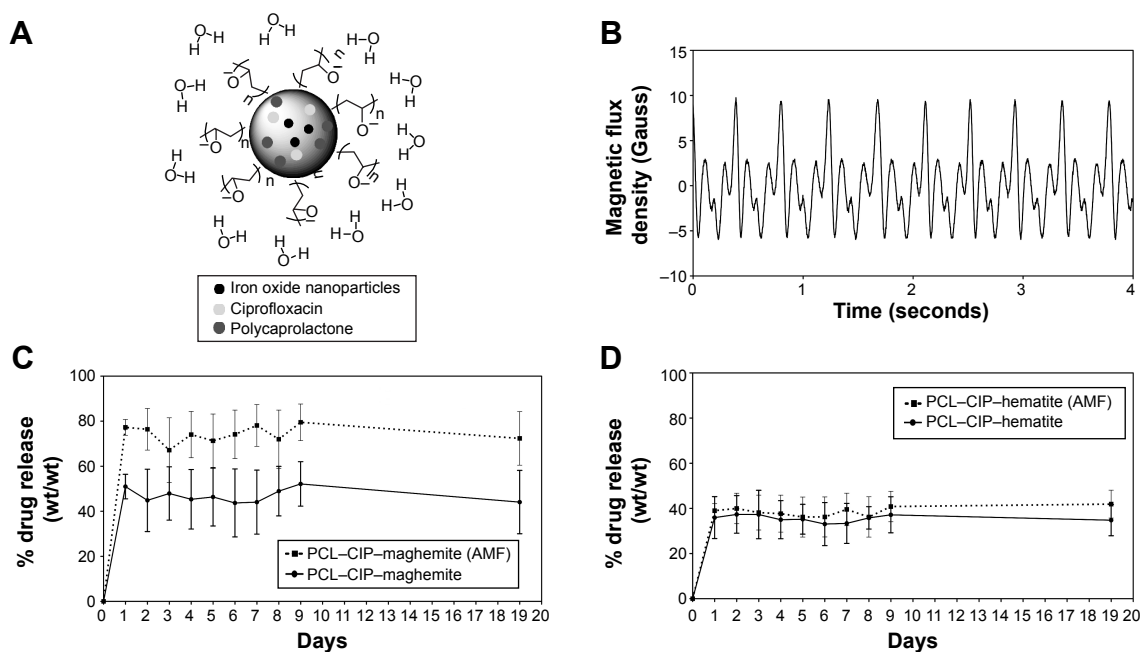 A
H
O–H
H
O–H
H–O
H
n
O
O
n
O
n
H
O–H
O
n
O
n
H–O
H
O
n
O
n
O
n
O
n
H
O–H
H
O–H
H
O–H
H–O
H
H–O
H
H
O–H
H
O–H
Iron oxide nanoparticles
Ciprofloxacin
Polycaprolactone
B
Magnetic flux
density (Gauss)
15
10
5
0
–5
–10
0 1 2 3 4
Time (seconds)
C
% drug release
(wt/wt)
100
80
60
40
20
0
PCL–CIP–maghemite (AMF)
PCL–CIP–maghemite
0 1 2 3 4 5 6 7 8 9 10 11 12 13 14 15 16 17 18 19 20
Days
D
% drug release
(wt/wt)
100
80
60
40
20
0
PCL–CIP–hematite (AMF)
PCL–CIP–hematite
0 1 2 3 4 5 6 7 8 9 10 11 12 13 14 15 16 17 18 19 20
Days